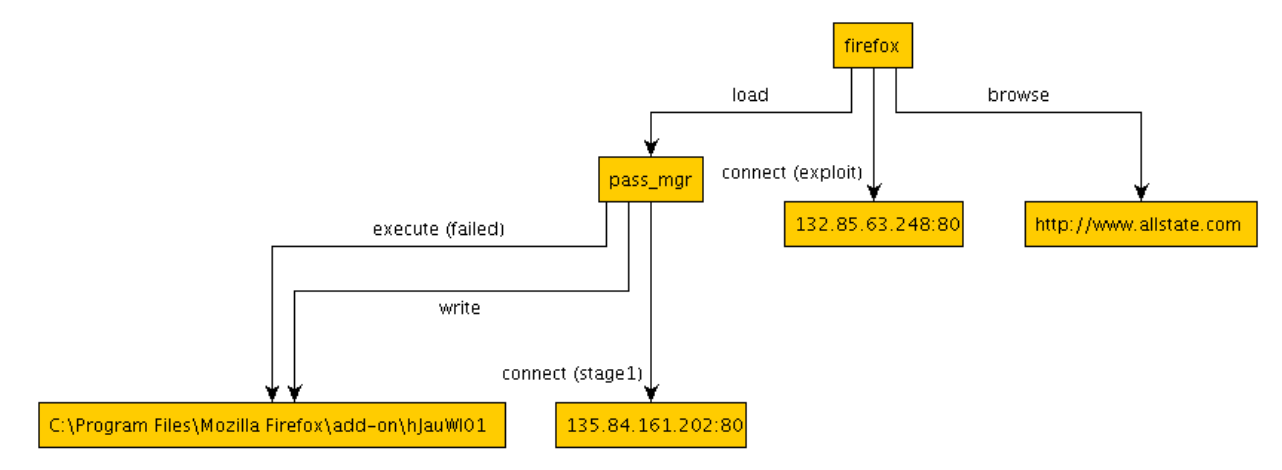 firefox
load
browse
pass_mgr
connect (exploit)
132.85.63.248:80
http://www.allstate.com
execute (failed)
write
connect (stage1)
C:\Program Files\Mozilla Firefox\add-on\hJauWl01
135.84.161.202:80